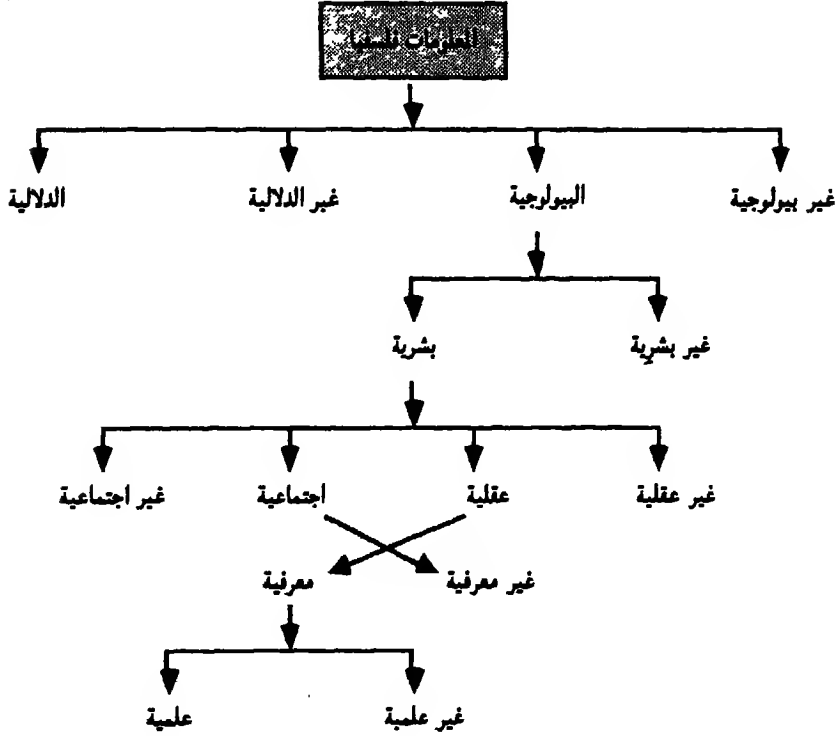 المعلومات فلسفيا
غير بيولوجية
البيولوجية
غير الدلالية
الدلالية
غير بشرية
بشرية
غير عقلية
عقلية
اجتماعية
غير اجتماعية
غير معرفية
معرفية
غير علمية
علمية